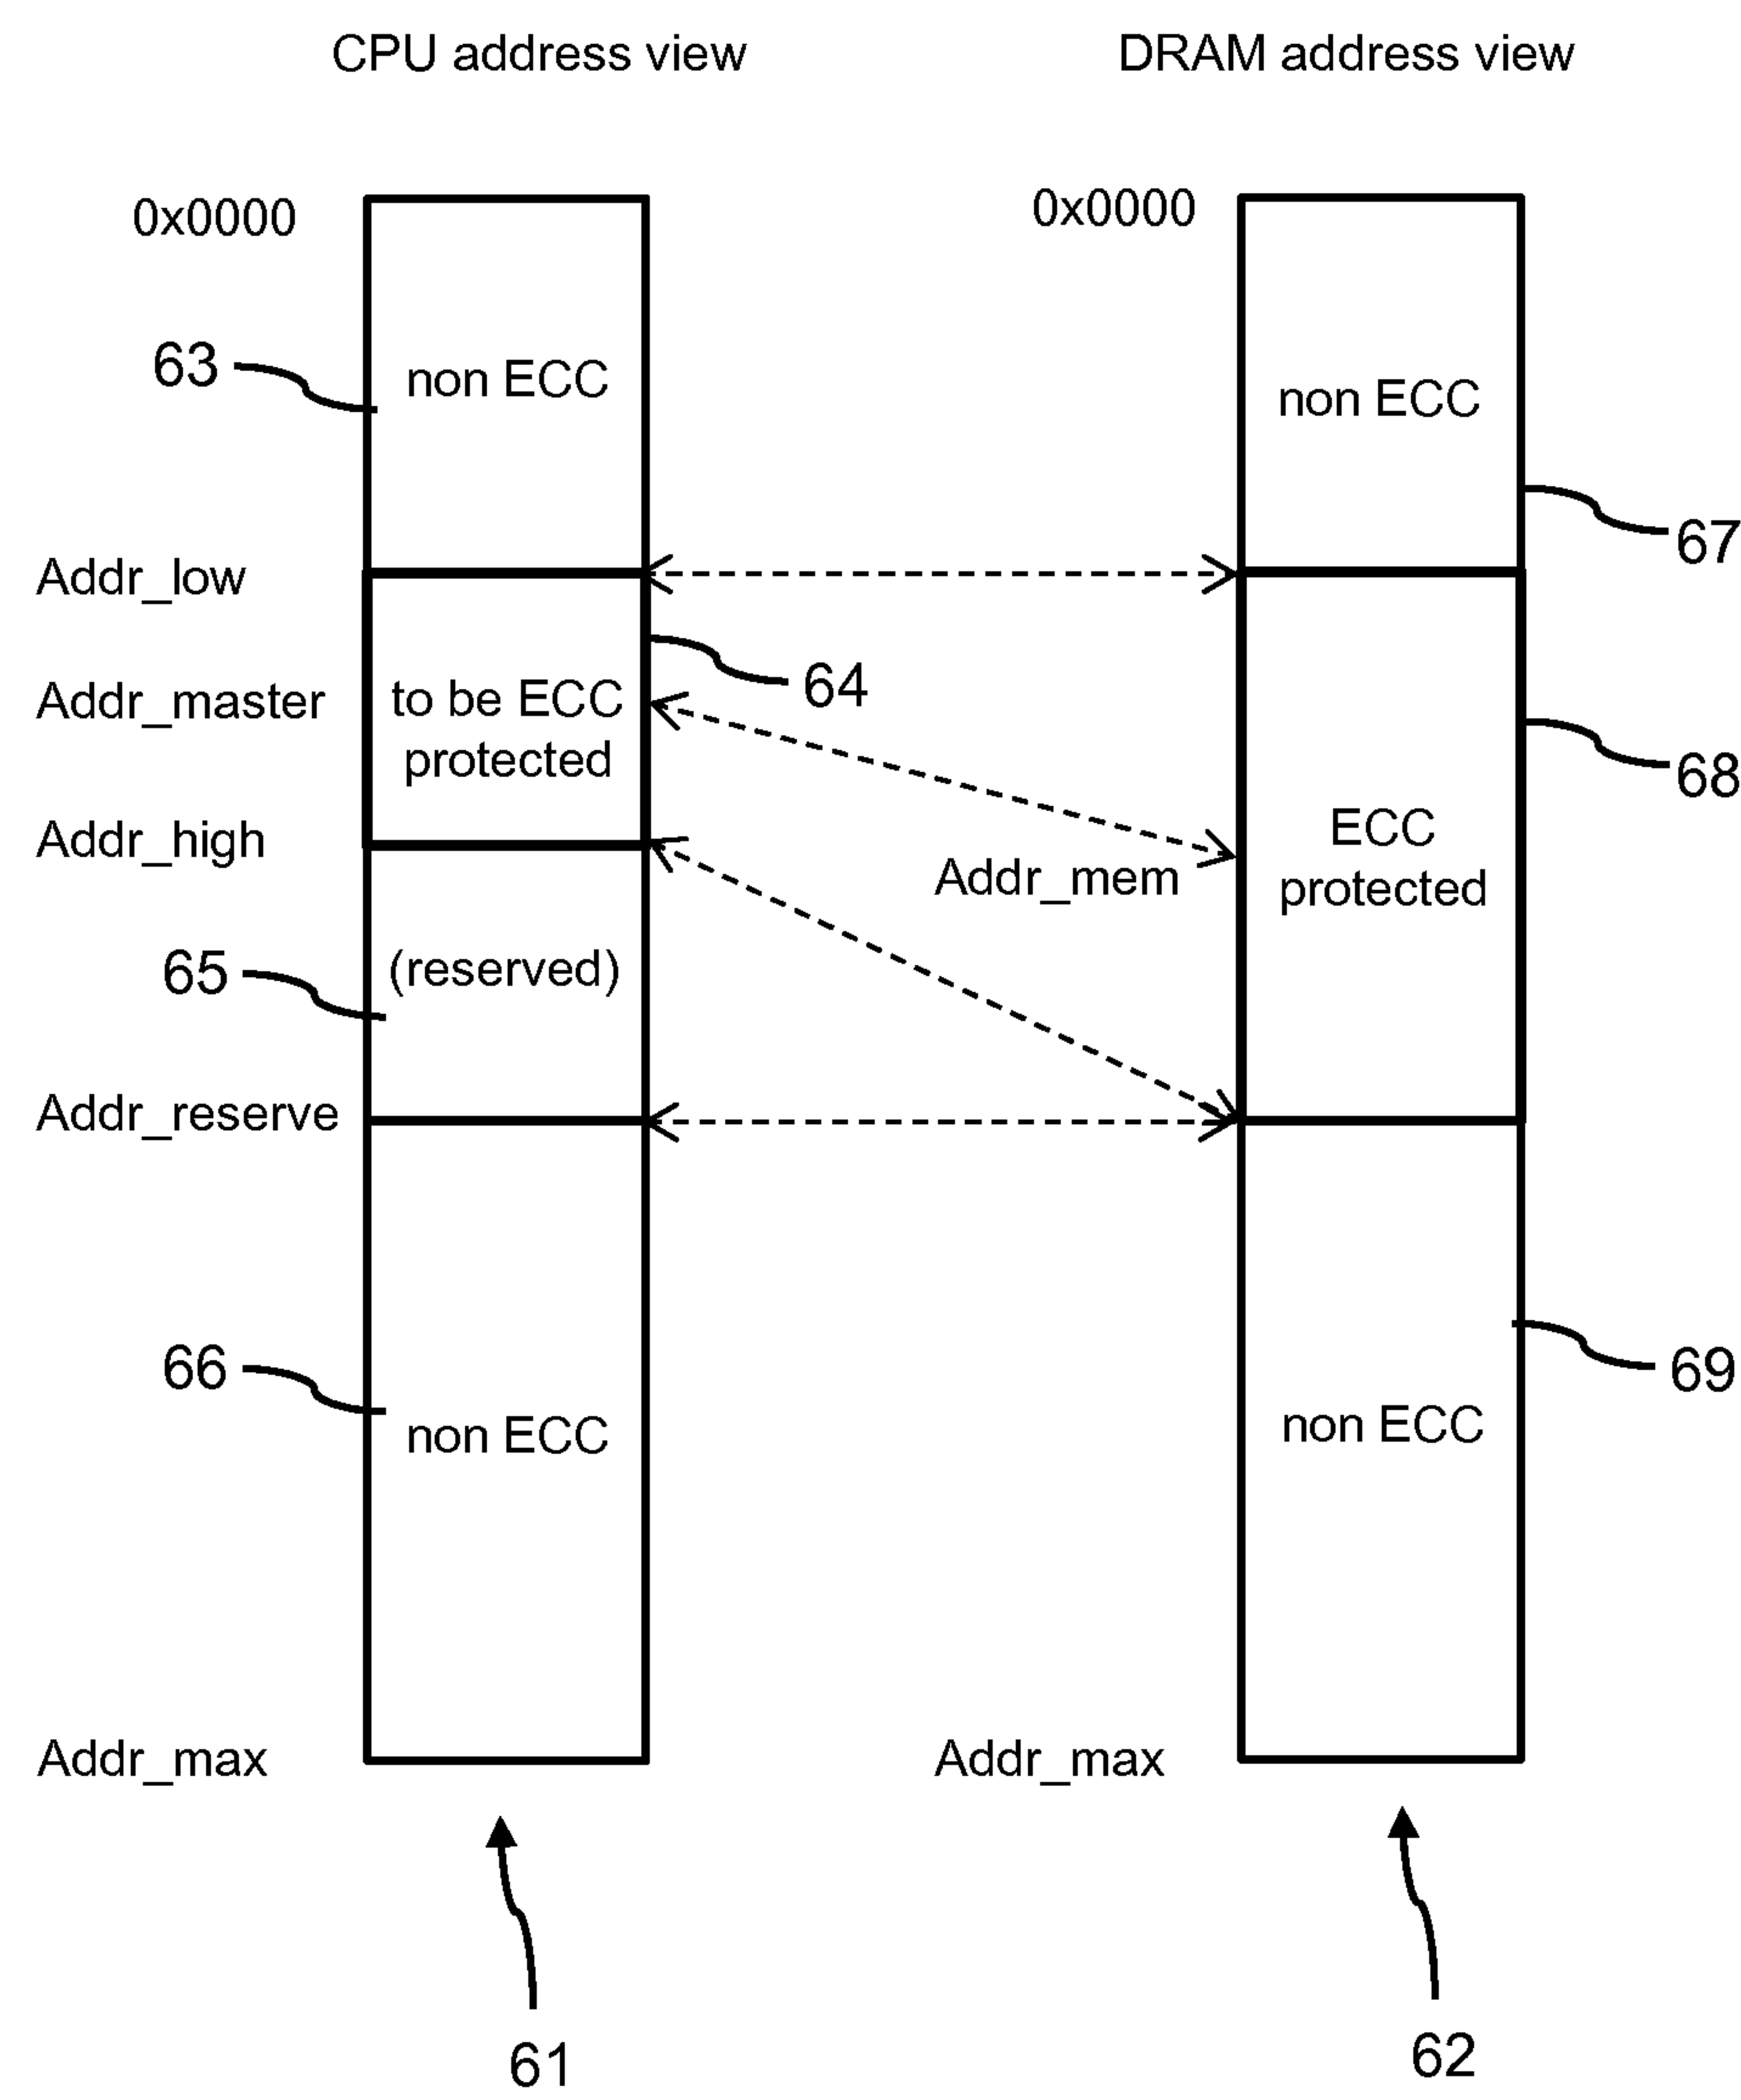 CPU address view
DRAM address view
0x0000
0x0000
63
non ECC
non ECC
67
Addr_low
64
Addr_master
to be ECC
protected
68
Addr_high
Addr_mem
ECC
protected
65
(reserved)
Addr_reserve
66
non ECC
69
non ECC
Addr_max
Addr_max
61
62